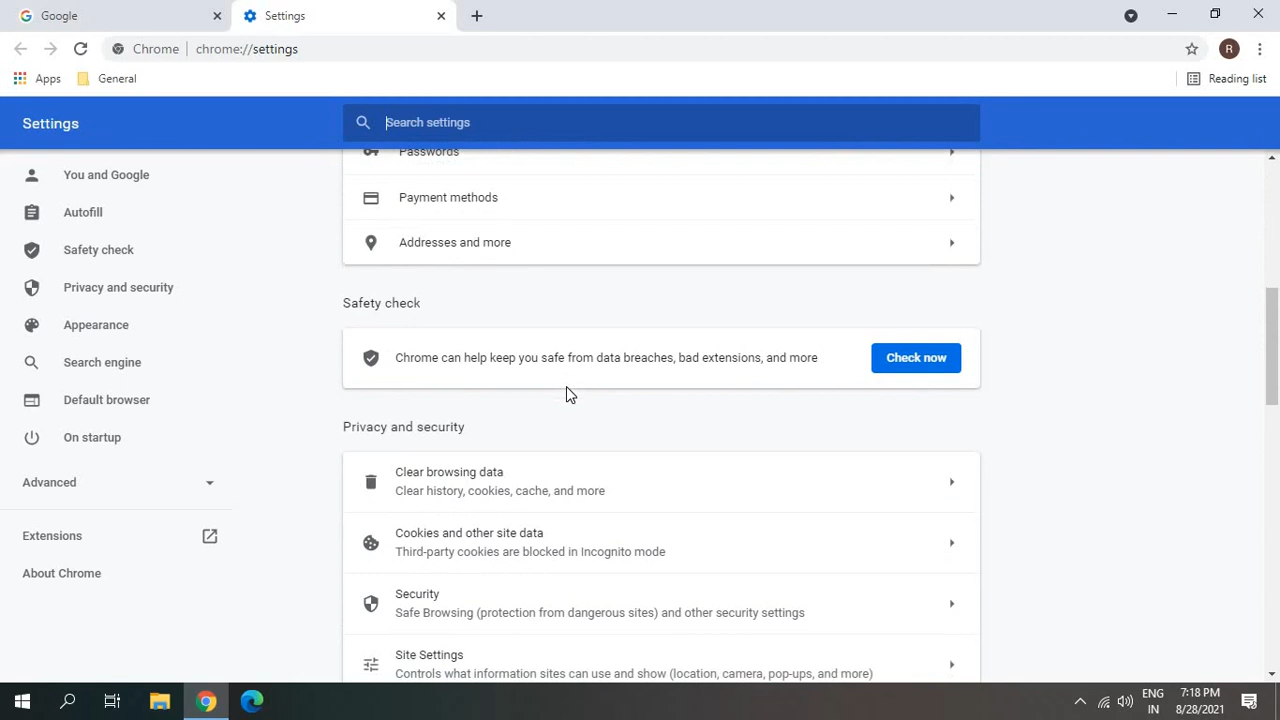 Google
Settings
Chrome
chrome://settings
R
Apps
General
Reading list
Settings
Search settings
You and Google
Autofill
Safety check
Privacy and security
Appearance
Search engine
Default browser
On startup
Advanced
Extensions
About Chrome
Passwords
Payment methods
Addresses and more
Safety check
Chrome can help keep you safe from data breaches, bad extensions, and more
Check now
Privacy and security
Clear browsing data
Clear history, cookies, cache, and more
Cookies and other site data
Third-party cookies are blocked in Incognito mode
Security
Safe Browsing (protection from dangerous sites) and other security settings
Site Settings
Controls what information sites can use and show (location, camera, pop-ups, and more)
ENG
IN
7:18 PM
8/28/2021